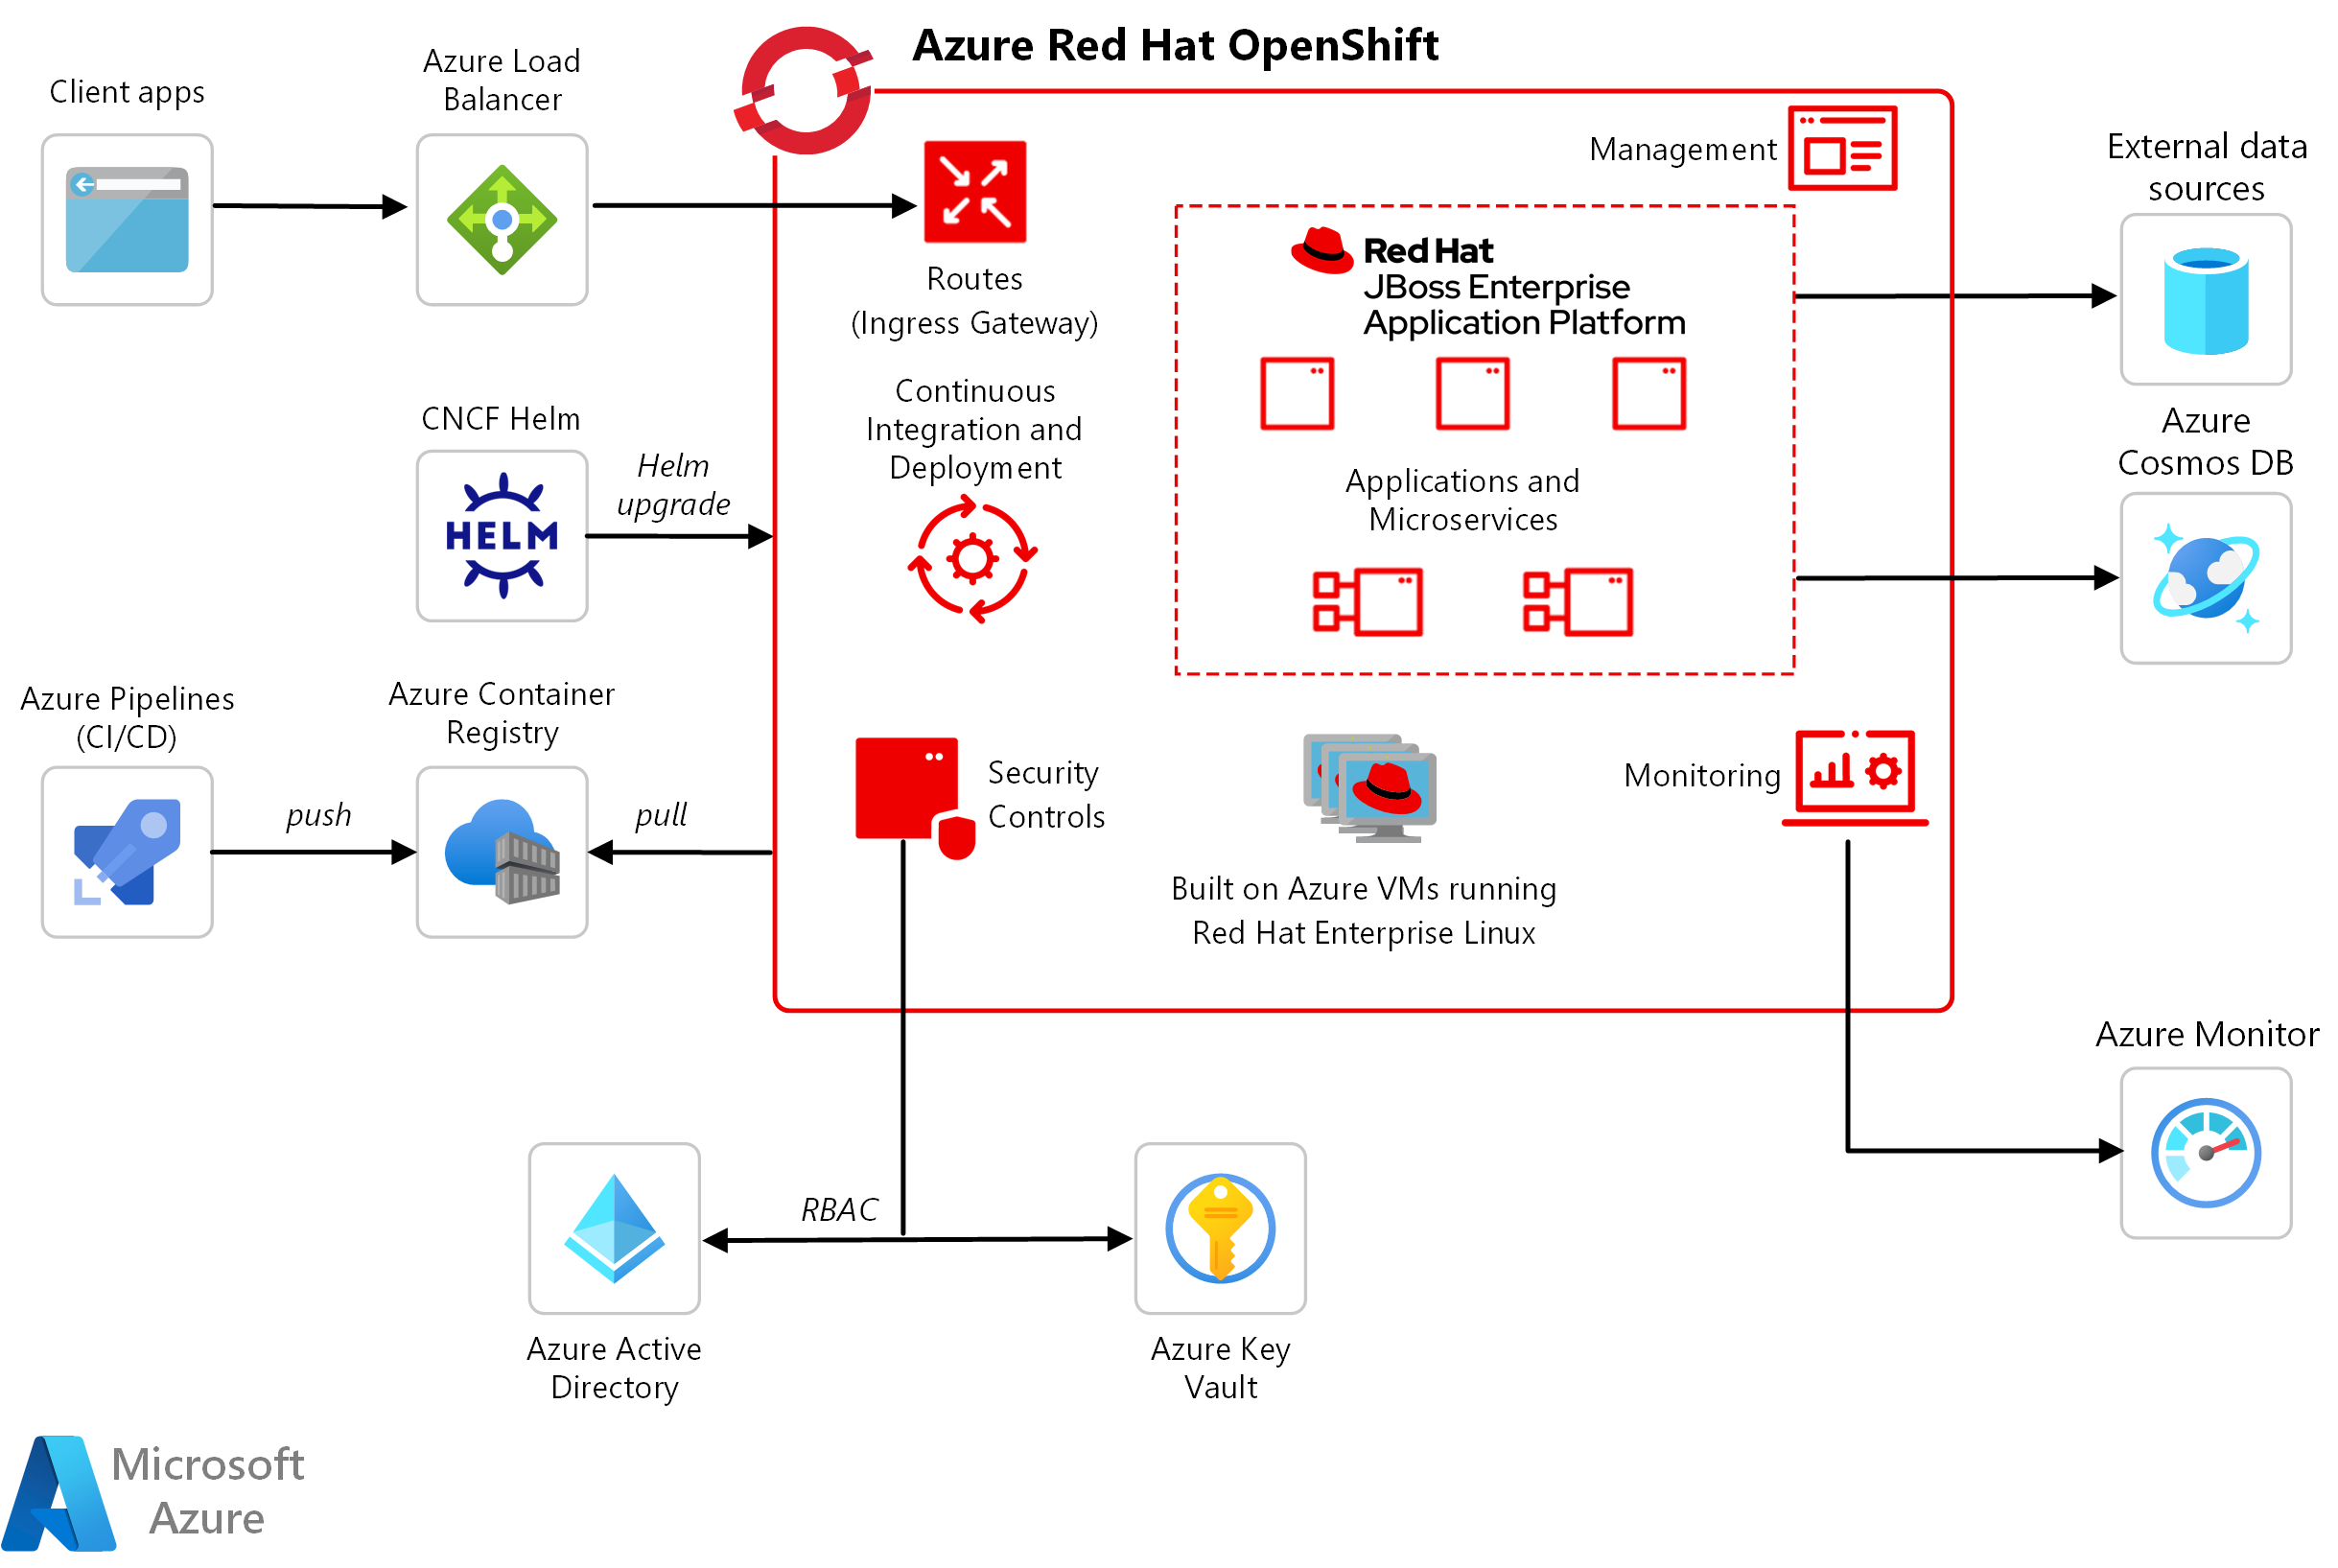 Azure Red Hat OpenShift
Client apps
Azure Load
Balancer
Management
External data
sources
Routes
(Ingress Gateway)
Red Hat
JBoss Enterprise
Application Platform
CNCF Helm
HELM
Helm
upgrade
Continuous
Integration and
Deployment
Applications and
Microservices
Azure
Cosmos DB
Azure Pipelines
(CI/CD)
push
Azure Container
Registry
pull
Security
Controls
Built on Azure VMs running
Red Hat Enterprise Linux
Monitoring
Azure Monitor
RBAC
Azure Active
Directory
Azure Key
Vault
Microsoft
Azure